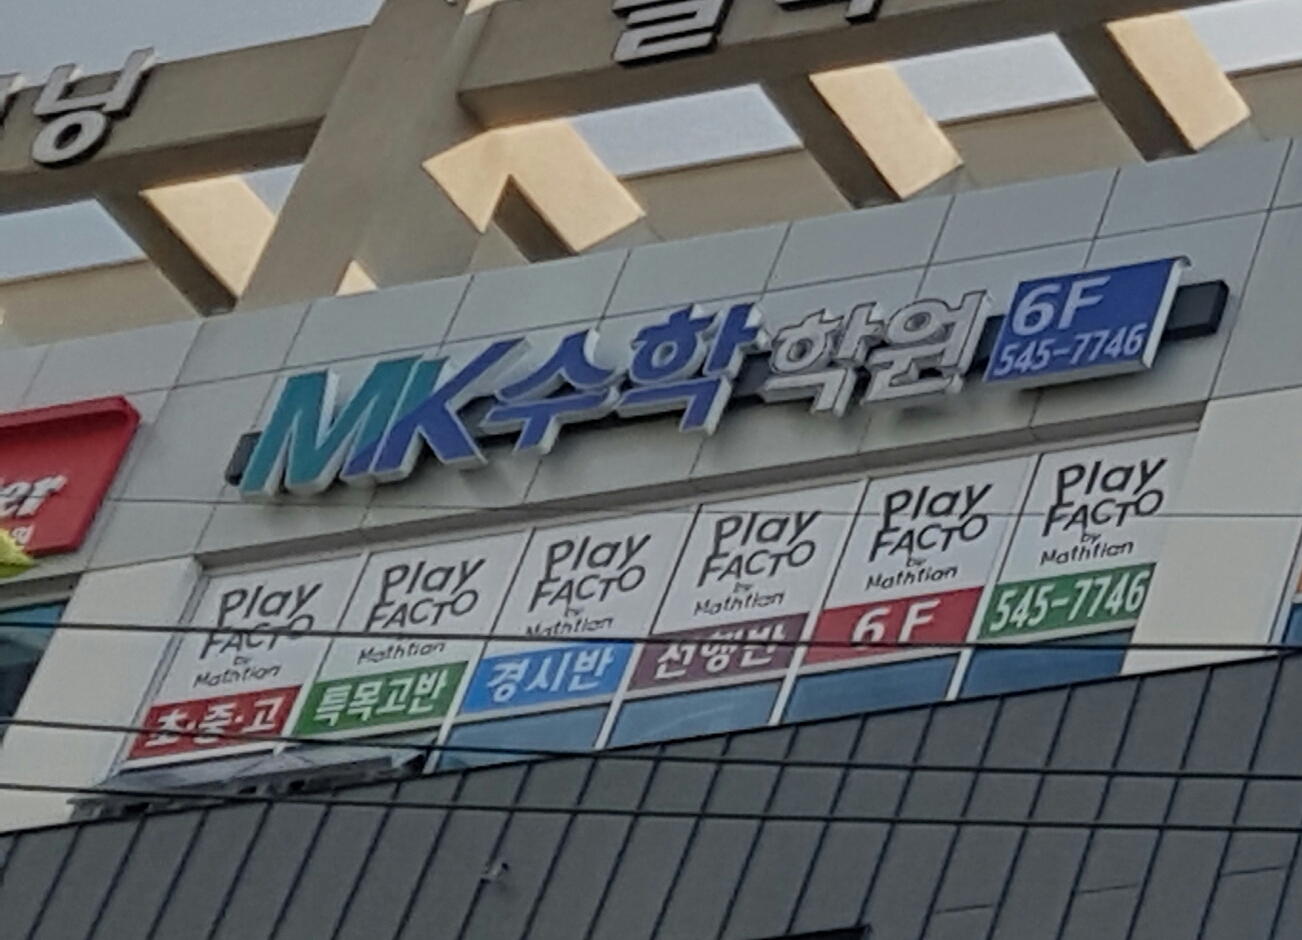 닝
MK수학학원 6F
545-7746
Play
FACTO
by
Mathtian
초·중·고
Play
FACTO
Mathtian
특목고반
Play
FACTO
by
Mathtian
경시반
Play
FACTO
by
Mathtian
선행반
Play
FACTO
by
Mathtian
6F
Play
FACTO
by
Mathtian
545-7746